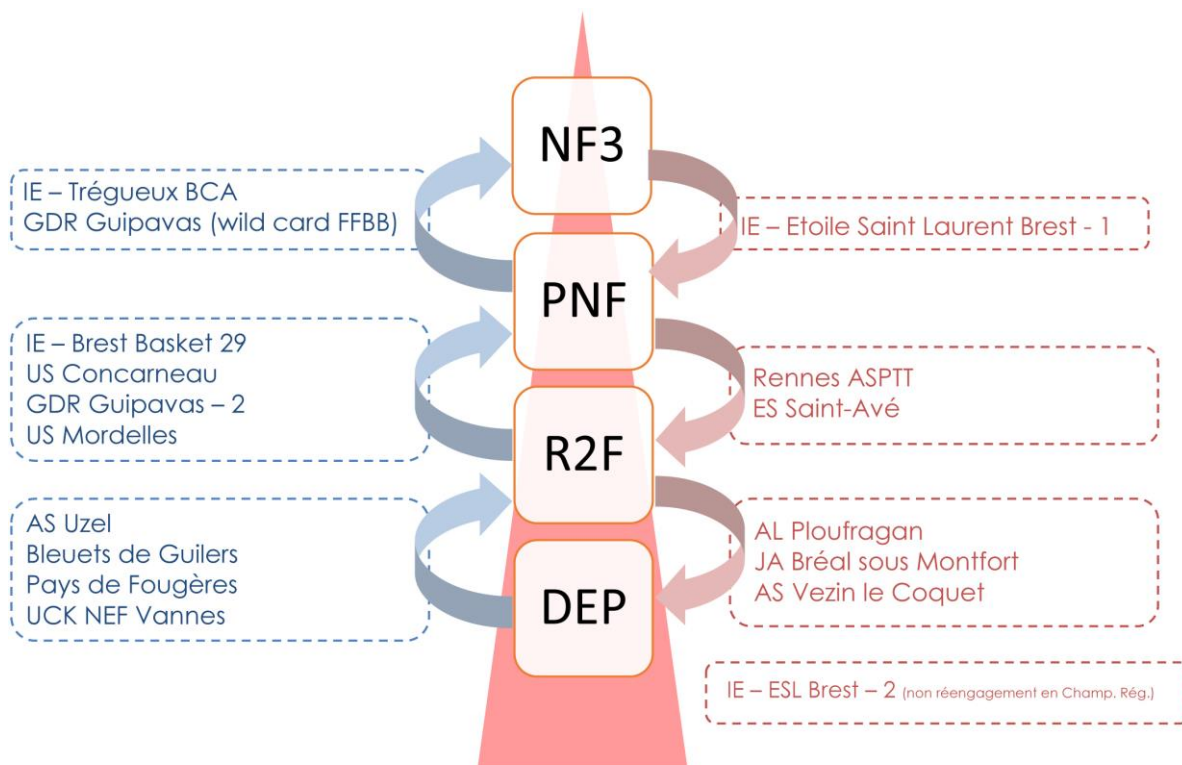 NF3
IE – Trégueux BCA
GDR Guipavas (wild card FFBB)
IE – Etoile Saint Laurent Brest - 1
PNF
IE – Brest Basket 29
US Concarneau
GDR Guipavas – 2
US Mordelles
Rennes ASPTT
ES Saint-Avé
R2F
AS Uzel
Bleuets de Guilers
Pays de Fougères
UCK NEF Vannes
AL Ploufragan
JA Bréal sous Montfort
AS Vezin le Coquet
DEP
IE – ESL Brest – 2 (non réengagement en Champ. Rég.)